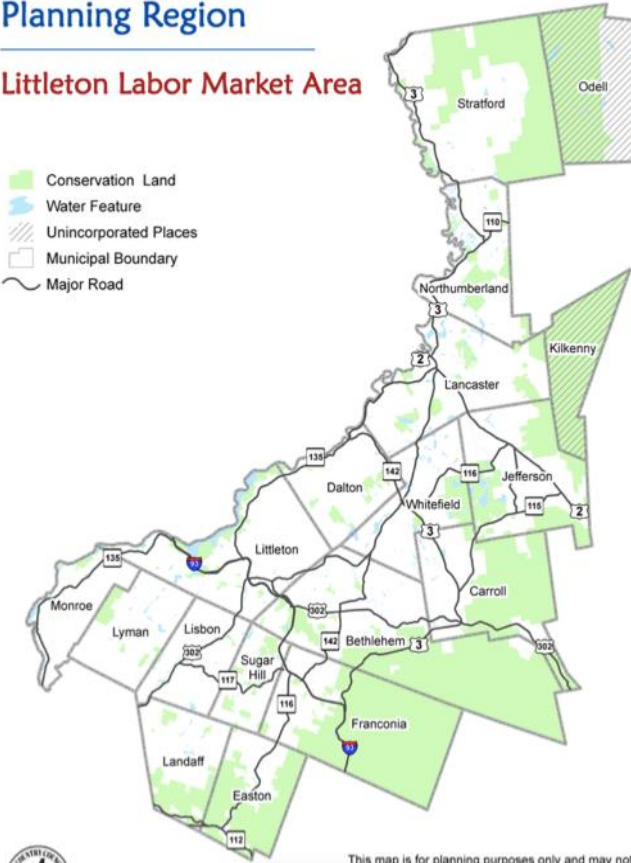 Planning Region
Littleton Labor Market Area
Conservation Land
Water Feature
Unincorporated Places
Municipal Boundary
Major Road
3
Stratford
Odell
110
Northumberland
3
Kilkenny
2
Lancaster
135
Dalton
142
116
Jefferson
Whitefield
115
2
3
135
93
Littleton
Carroll
Monroe
Lyman
Lisbon
302
302
142
Bethlehem
3
302
Sugar
Hill
117
116
Franconia
93
Landaff
Easton
112
This map is for planning purposes only and may not